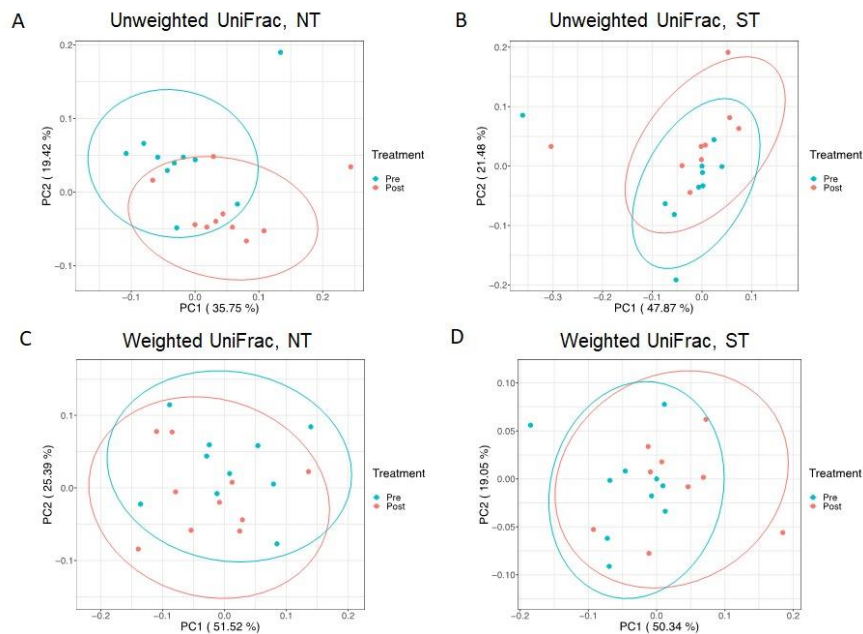 A
Unweighted UniFrac, NT
0.2
0.1
0.0
−0.1
PC2 ( 19.42 %)
−0.1
0.0
0.1
0.2
PC1 ( 35.75 %)
Treatment
Pre
Post
B
Unweighted UniFrac, ST
0.2
0.1
0.0
−0.1
−0.2
PC2 ( 21.48 %)
−0.3
−0.1
0.0
0.1
PC1 ( 47.87 %)
Treatment
Pre
Post
C
Weighted UniFrac, NT
0.1
0.0
−0.1
PC2 ( 25.39 %)
−0.2
−0.1
0.0
0.1
0.2
PC1 ( 51.52 %)
Treatment
Pre
Post
D
Weighted UniFrac, ST
0.10
0.05
0.00
−0.05
−0.10
PC2 ( 19.05 %)
−0.2
−0.1
0.0
0.1
0.2
PC1 ( 50.34 %)
Treatment
Pre
Post